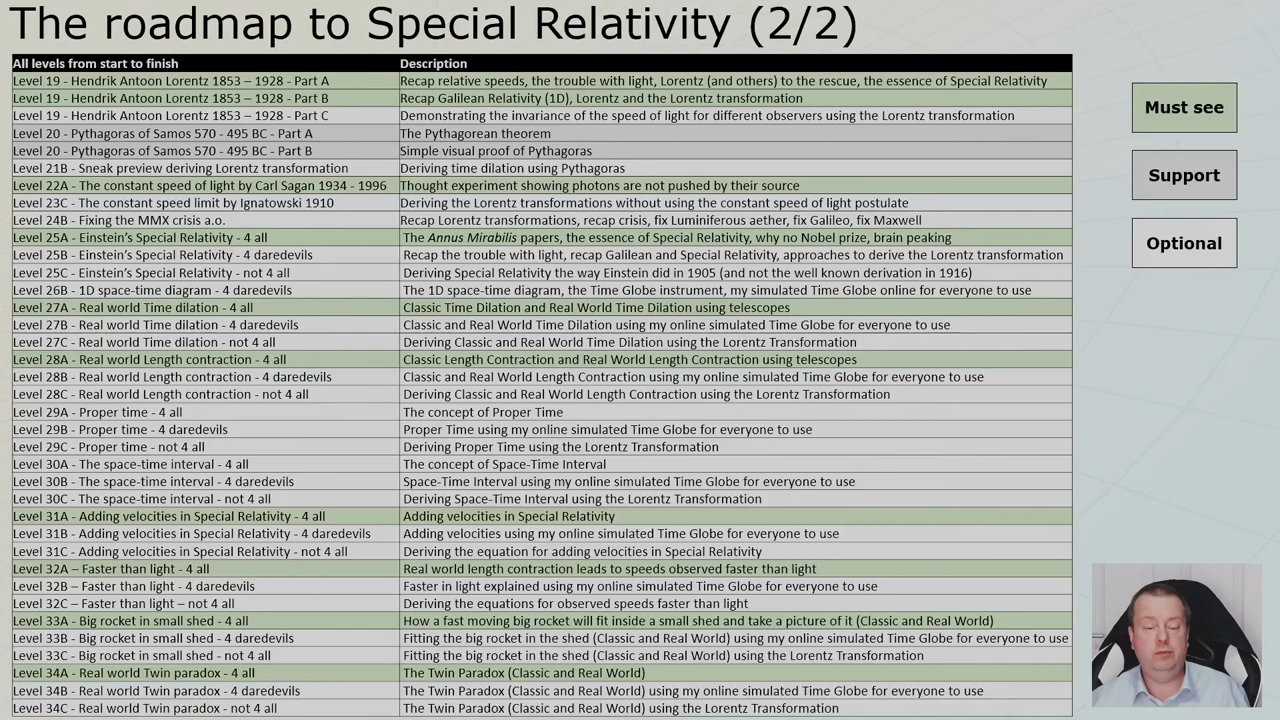 The roadmap to Special Relativity (2/2)
All levels from start to finish Description
Level 19 - Hendrik Antoon Lorentz 1853 – 1928 - Part A Recap relative speeds, the trouble with light, Lorentz (and others) to the rescue, the essence of Special Relativity
Level 19 - Hendrik Antoon Lorentz 1853 – 1928 - Part B Recap Galilean Relativity (1D), Lorentz and the Lorentz transformation
Level 19 - Hendrik Antoon Lorentz 1853 – 1928 - Part C Demonstrating the invariance of the speed of light for different observers using the Lorentz transformation
Level 20 - Pythagoras of Samos 570 - 495 BC - Part A The Pythagorean theorem
Level 20 - Pythagoras of Samos 570 - 495 BC - Part B Simple visual proof of Pythagoras
Level 21B - Sneak preview deriving Lorentz transformation Deriving time dilation using Pythagoras
Level 22A - The constant speed of light by Carl Sagan 1934 - 1996 Thought experiment showing photons are not pushed by their source
Level 23C - The constant speed limit by Ignatowski 1910 Deriving the Lorentz transformations without using the constant speed of light postulate
Level 24B - Fixing the MMX crisis a.o. Recap Lorentz transformations, recap crisis, fix Luminiferous aether, fix Galileo, fix Maxwell
Level 25A - Einstein's Special Relativity - 4 all The Annus Mirabilis papers, the essence of Special Relativity, why no Nobel prize, brain peaking
Level 25B - Einstein's Special Relativity - 4 daredevils Recap the trouble with light, recap Galilean and Special Relativity, approaches to derive the Lorentz transformation
Level 25C - Einstein's Special Relativity - not 4 all Deriving Special Relativity the way Einstein did in 1905 (and not the well known derivation in 1916)
Level 26B - 1D space-time diagram - 4 daredevils The 1D space-time diagram, the Time Globe instrument, my simulated Time Globe online for everyone to use
Level 27A - Real world Time dilation - 4 all Classic Time Dilation and Real World Time Dilation using telescopes
Level 27B - Real world Time dilation - 4 daredevils Classic and Real World Time Dilation using my online simulated Time Globe for everyone to use
Level 27C - Real world Time dilation - not 4 all Deriving Classic and Real World Time Dilation using the Lorentz Transformation
Level 28A - Real world Length contraction - 4 all Classic Length Contraction and Real World Length Contraction using telescopes
Level 28B - Real world Length contraction - 4 daredevils Classic and Real World Length Contraction using my online simulated Time Globe for everyone to use
Level 28C - Real world Length contraction - not 4 all Deriving Classic and Real World Length Contraction using the Lorentz Transformation
Level 29A - Proper time - 4 all The concept of Proper Time
Level 29B - Proper time - 4 daredevils Proper Time using my online simulated Time Globe for everyone to use
Level 29C - Proper time - not 4 all Deriving Proper Time using the Lorentz Transformation
Level 30A - The space-time interval - 4 all The concept of Space-Time Interval
Level 30B - The space-time interval - 4 daredevils Space-Time Interval using my online simulated Time Globe for everyone to use
Level 30C - The space-time interval - not 4 all Deriving Space-Time Interval using the Lorentz Transformation
Level 31A - Adding velocities in Special Relativity - 4 all Adding velocities in Special Relativity
Level 31B - Adding velocities in Special Relativity - 4 daredevils Adding velocities using my online simulated Time Globe for everyone to use
Level 31C - Adding velocities in Special Relativity - not 4 all Deriving the equation for adding velocities in Special Relativity
Level 32A – Faster than light - 4 all Real world length contraction leads to speeds observed faster than light
Level 32B – Faster than light - 4 daredevils Faster in light explained using my online simulated Time Globe for everyone to use
Level 32C – Faster than light – not 4 all Deriving the equations for observed speeds faster than light
Level 33A - Big rocket in small shed - 4 all How a fast moving big rocket will fit inside a small shed and take a picture of it (Classic and Real World)
Level 33B - Big rocket in small shed - 4 daredevils Fitting the big rocket in the shed (Classic and Real World) using my online simulated Time Globe for everyone to use
Level 33C - Big rocket in small shed - not 4 all Fitting the big rocket in the shed (Classic and Real World) using the Lorentz Transformation
Level 34A - Real world Twin paradox - 4 all The Twin Paradox (Classic and Real World)
Level 34B - Real world Twin paradox - 4 daredevils The Twin Paradox (Classic and Real World) using my online simulated Time Globe for everyone to use
Level 34C - Real world Twin paradox - not 4 all The Twin Paradox (Classic and Real World) using the Lorentz Transformation
Must see
Support
Optional